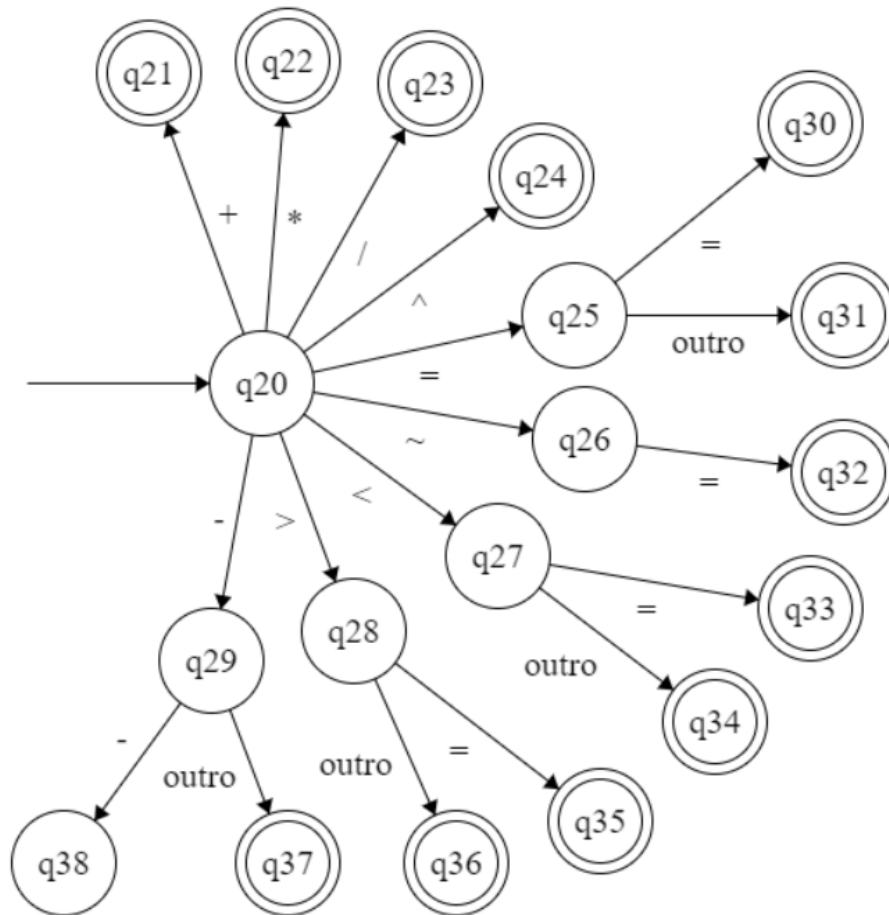 q21
q22
q23
q30
q24
+
*
/
=
^
q25
outro
q31
q20
=
~
q26
=
q32
-
>
<
q27
=
q33
q29
q28
outro
q34
-
outro
outro
=
q35
q38
q37
q36